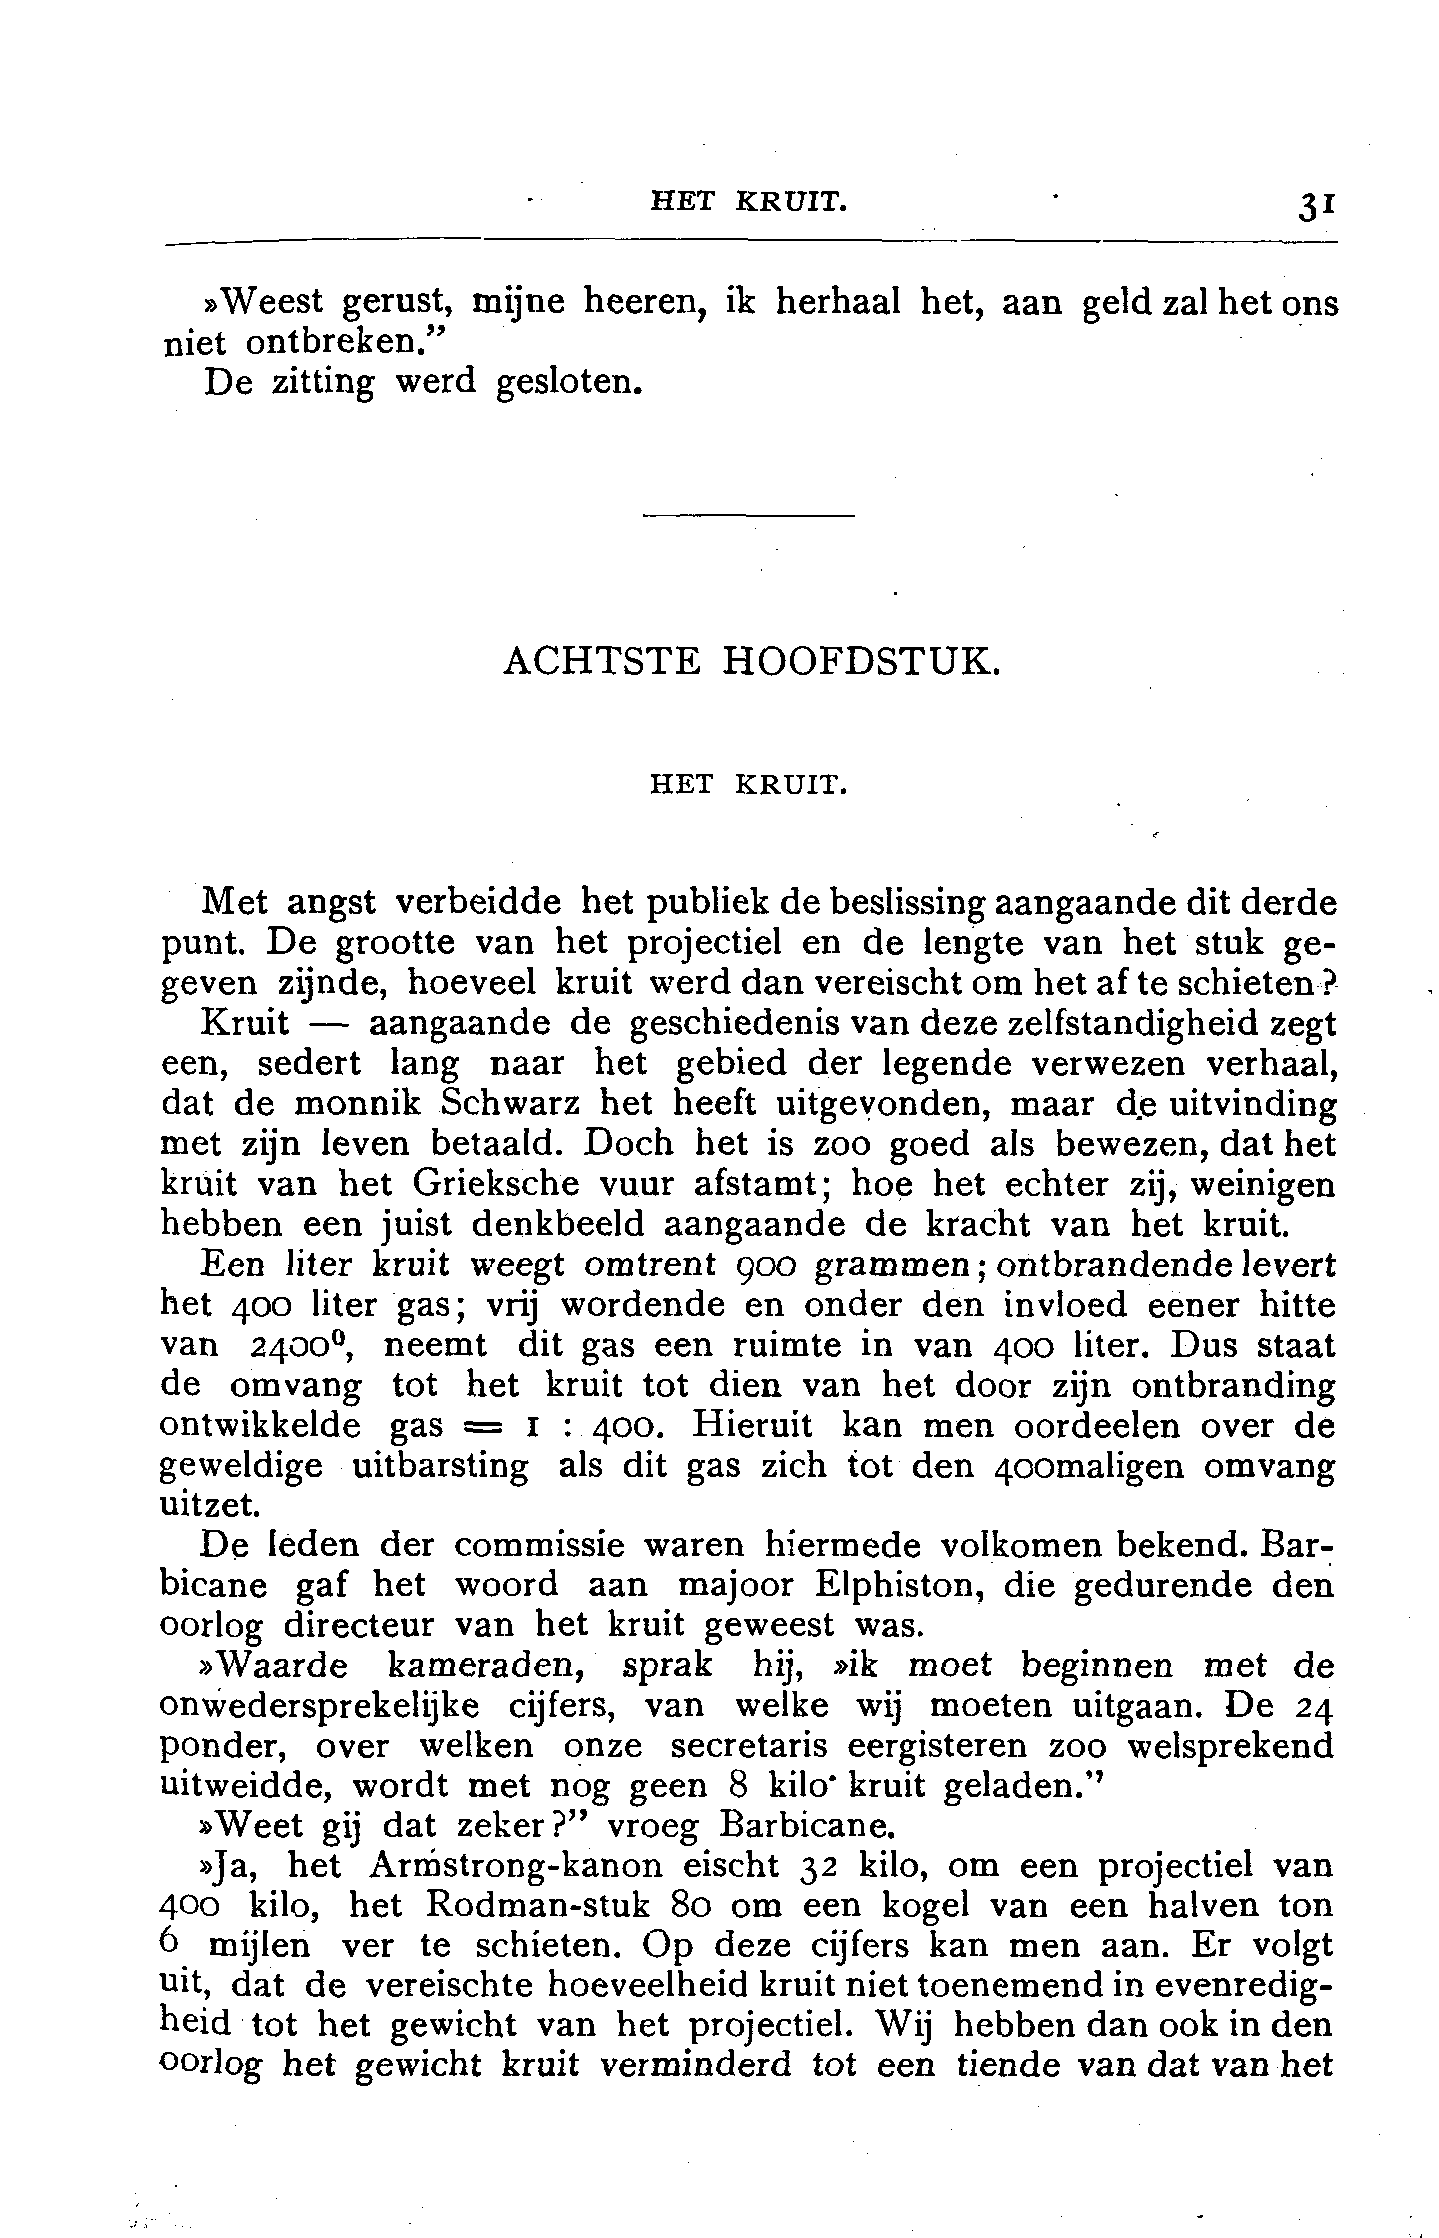 HET KRUIT. 31
»Weest gerust, mijne heeren, ik herhaal het, aan geld zal het ons
niet ontbreken.”
De zitting werd gesloten.
ACHTSTE HOOFDSTUK.
HET KRUIT.
Met angst verbeidde het publiek de beslissing aangaande dit derde
punt. De grootte van het projectiel en de lengte van het stuk ge-
geven zijnde, hoeveel kruit werd dan vereischt om het af te schieten?
Kruit — aangaande de geschiedenis van deze zelfstandigheid zegt
een, sedert lang naar het gebied der legende verwezen verhaal,
dat de monnik Schwarz het heeft uitgevonden, maar de uitvinding
met zijn leven betaald. Doch het is zoo goed als bewezen, dat het
kruit van het Grieksche vuur afstamt; hoe het echter zij, weinigen
hebben een juist denkbeeld aangaande de kracht van het kruit.
Een liter kruit weegt omtrent 900 grammen; ontbrandende levert
het 400 liter gas; vrij wordende en onder den invloed eener hitte
van 2400⁰, neemt dit gas een ruimte in van 400 liter. Dus staat
de omvang tot het kruit tot dien van het door zijn ontbranding
ontwikkelde gas = 1 : 400. Hieruit kan men oordeelen over de
geweldige uitbarsting als dit gas zich tot den 400maligen omvang
uitzet.
De leden der commissie waren hiermede volkomen bekend. Bar-
bicane gaf het woord aan majoor Elphiston, die gedurende den
oorlog directeur van het kruit geweest was.
»Waarde kameraden, sprak hij, »ik moet beginnen met de
onwedersprekelijke cijfers, van welke wij moeten uitgaan. De 24
ponder, over welken onze secretaris eergisteren zoo welsprekend
uitweidde, wordt met nog geen 8 kilo· kruit geladen.”
»Weet gij dat zeker?” vroeg Barbicane.
»Ja, het Armstrong-kanon eischt 32 kilo, om een projectiel van
400 kilo, het Rodman-stuk 80 om een kogel van een halven ton
6 mijlen ver te schieten. Op deze cijfers kan men aan. Er volgt
uit, dat de vereischte hoeveelheid kruit niet toenemend in evenredig-
heid tot het gewicht van het projectiel. Wij hebben dan ook in den
oorlog het gewicht kruit verminderd tot een tiende van dat van het